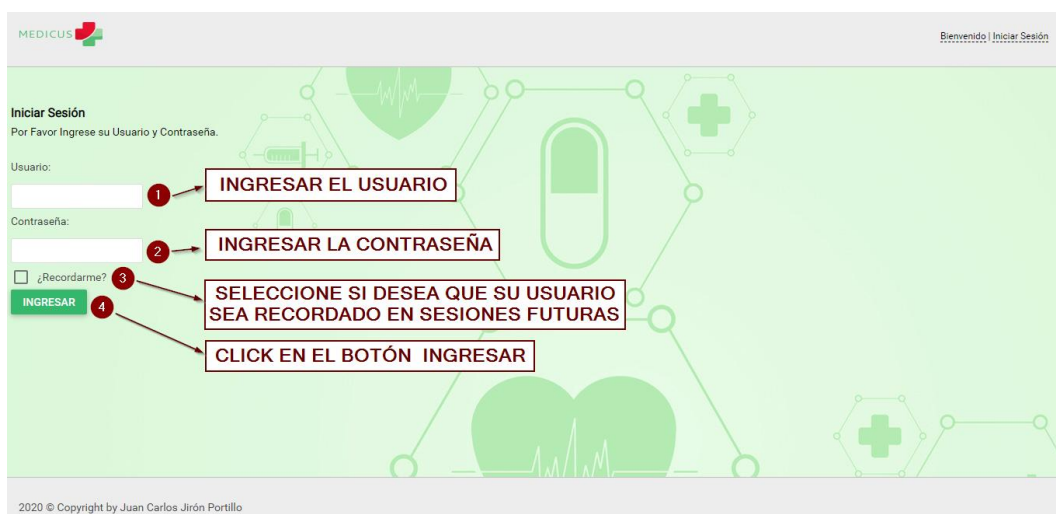 MEDICUS
Bienvenido | Iniciar Sesión
Iniciar Sesión
Por Favor Ingrese su Usuario y Contraseña.
Usuario:
1
INGRESAR EL USUARIO
Contraseña:
2
INGRESAR LA CONTRASEÑA
¿Recordarme?
3
SELECCIONE SI DESEA QUE SU USUARIO
SEA RECORDADO EN SESIONES FUTURAS
INGRESAR
4
CLICK EN EL BOTÓN INGRESAR
2020 © Copyright by Juan Carlos Jirón Portillo